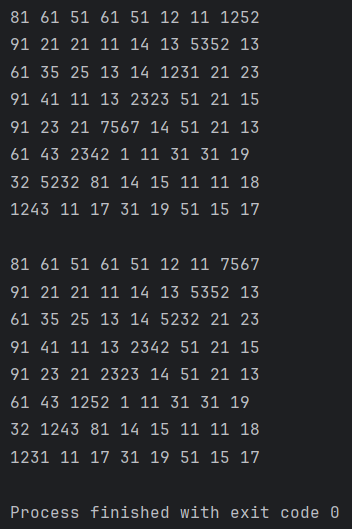 81 61 51 61 51 12 11 1252
91 21 21 11 14 13 5352 13
61 35 25 13 14 1231 21 23
91 41 11 13 2323 51 21 15
91 23 21 7567 14 51 21 13
61 43 2342 1 11 31 31 19
32 5232 81 14 15 11 11 18
1243 11 17 31 19 51 15 17

81 61 51 61 51 12 11 7567
91 21 21 11 14 13 5352 13
61 35 25 13 14 5232 21 23
91 41 11 13 2342 51 21 15
91 23 21 2323 14 51 21 13
61 43 1252 1 11 31 31 19
32 1243 81 14 15 11 11 18
1231 11 17 31 19 51 15 17

Process finished with exit code 0